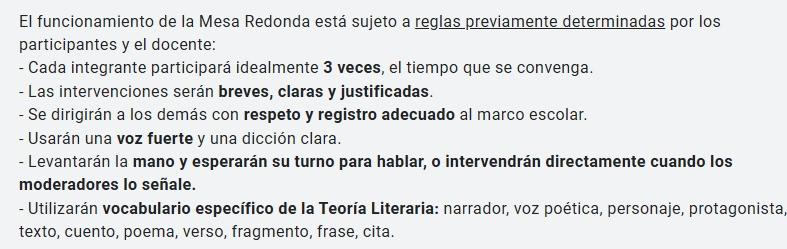 El funcionamiento de la Mesa Redonda está sujeto a reglas previamente determinadas por los
participantes y el docente:
- Cada integrante participará idealmente 3 veces, el tiempo que se convenga.
- Las intervenciones serán breves, claras y justificadas.
- Se dirigirán a los demás con respeto y registro adecuado al marco escolar.
- Usarán una voz fuerte y una dicción clara.
- Levantarán la mano y esperarán su turno para hablar, o intervendrán directamente cuando los
moderadores lo señale.
- Utilizarán vocabulario específico de la Teoría Literaria: narrador, voz poética, personaje, protagonista,
texto, cuento, poema, verso, fragmento, frase, cita.